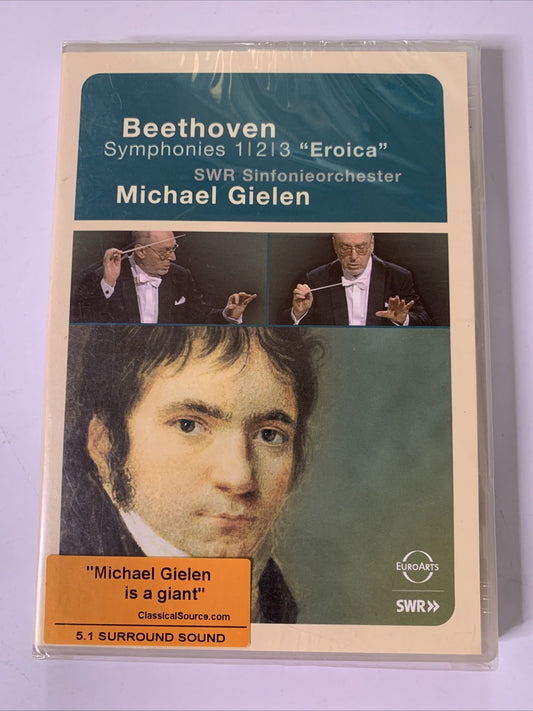 Beethoven
Symphonies 1|2|3 “Eroica”
SWR Sinfonieorchester
Michael Gielen
EUROARTS
SWR»
"Michael Gielen
is a giant"
ClassicalSource.com
5.1 SURROUND SOUND